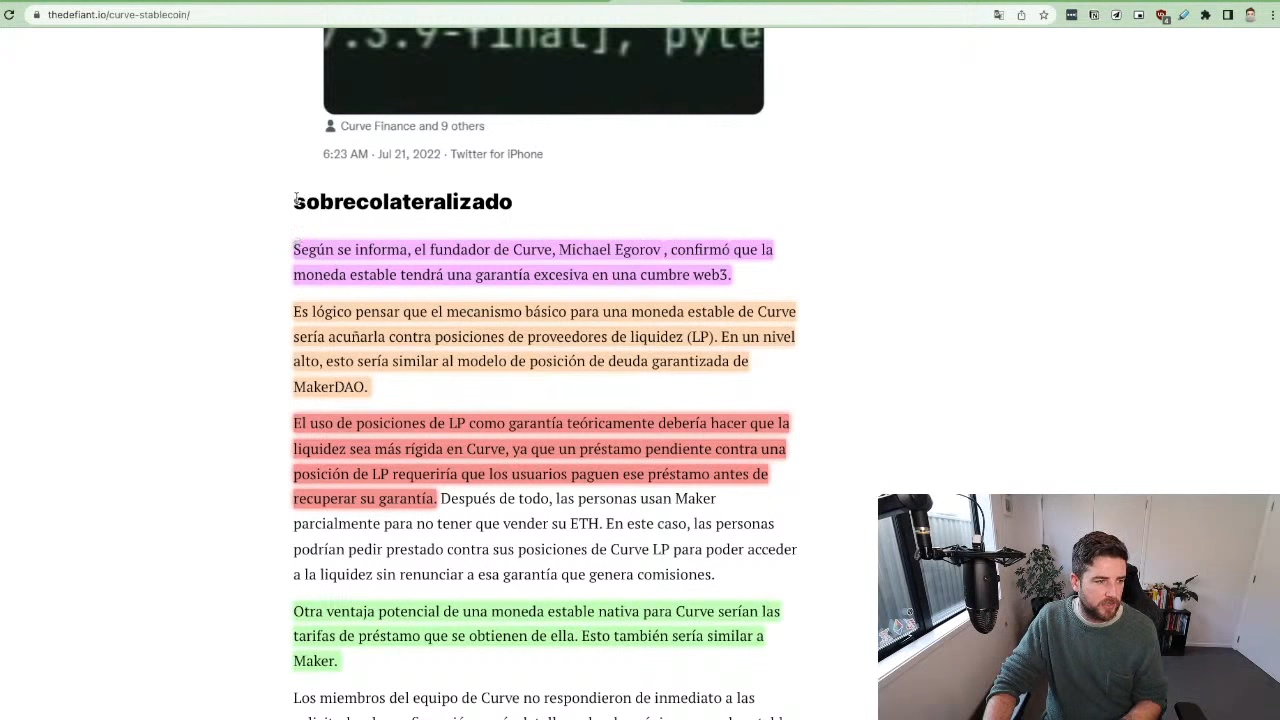 thedefiant.io/curve-stablecoin/
7.3.9-final], pyte
Curve Finance and 9 others
6:23 AM · Jul 21, 2022 · Twitter for iPhone
sobrecolateralizado
Según se informa, el fundador de Curve, Michael Egorov , confirmó que la
moneda estable tendrá una garantía excesiva en una cumbre web3.
Es lógico pensar que el mecanismo básico para una moneda estable de Curve
sería acuñarla contra posiciones de proveedores de liquidez (LP). En un nivel
alto, esto sería similar al modelo de posición de deuda garantizada de
MakerDAO.
El uso de posiciones de LP como garantía teóricamente debería hacer que la
liquidez sea más rígida en Curve, ya que un préstamo pendiente contra una
posición de LP requeriría que los usuarios paguen ese préstamo antes de
recuperar su garantía. Después de todo, las personas usan Maker
parcialmente para no tener que vender su ETH. En este caso, las personas
podrían pedir prestado contra sus posiciones de Curve LP para poder acceder
a la liquidez sin renunciar a esa garantía que genera comisiones.
Otra ventaja potencial de una moneda estable nativa para Curve serían las
tarifas de préstamo que se obtienen de ella. Esto también sería similar a
Maker.
Los miembros del equipo de Curve no respondieron de inmediato a las